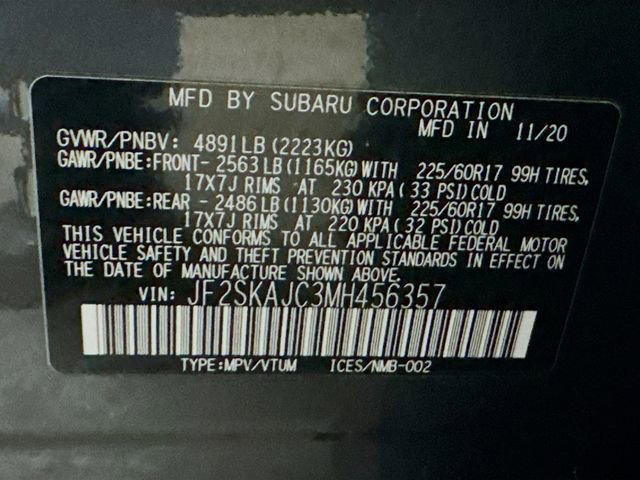 MFD BY SUBARU CORPORATION
MFD IN 11/20
GVWR/PNBV: 4891LB(2223KG)
GAWR/PNBE:FRONT- 2563LB(1165KG)WITH 225/60R17 99H TIRES,
17X7J RIMS AT 230 KPA( 33 PSI)COLD
GAWR/PNBE:REAR - 2486LB(1130KG)WITH 225/60R17 99H TIRES,
17X7J RIMS AT 220 KPA( 32 PSI)COLD
THIS VEHICLE CONFORMS TO ALL APPLICABLE FEDERAL MOTOR
VEHICLE SAFETY AND THEFT PREVENTION STANDARDS IN EFFECT ON
THE DATE OF MANUFACTURE SHOWN ABOVE.
VIN: JF2SKAJC3MH456357
TYPE:MPV/VTUM ICES/NMB-002